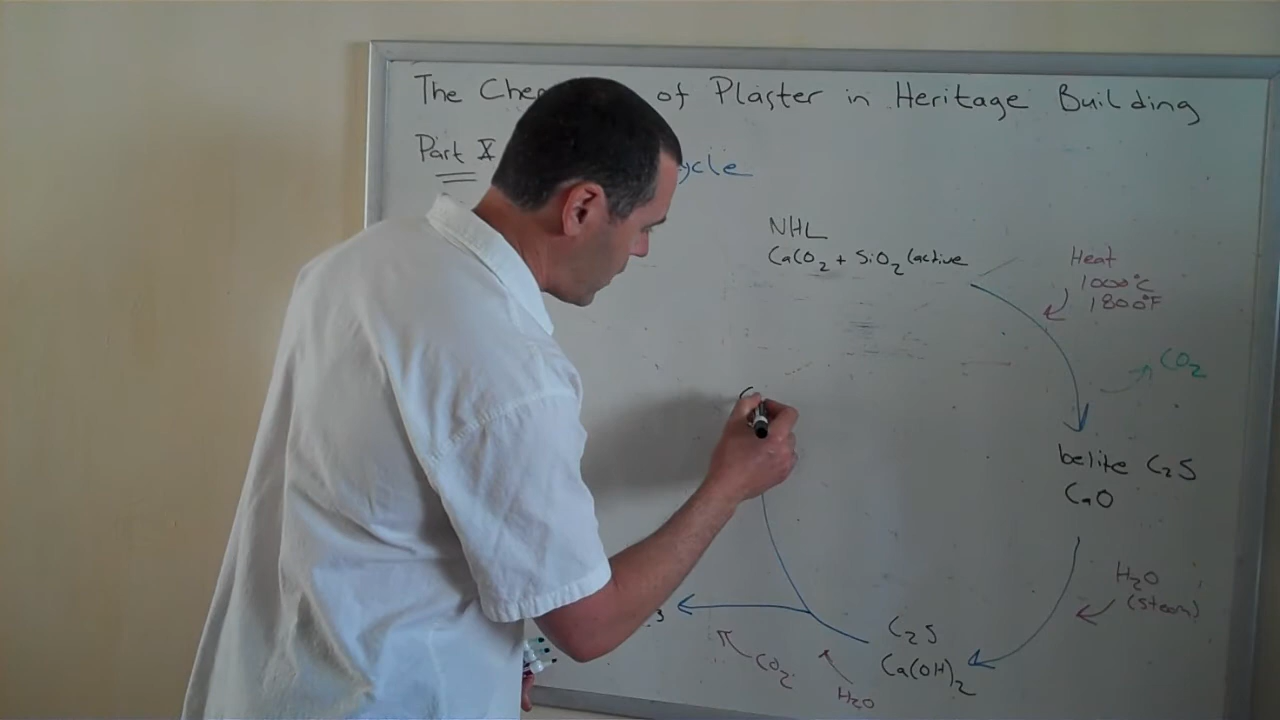 The Che of Plaster in Heritage Building
Part X ycle
NHL
CaCO2 + SiO2 (active
Heat
1000°C
1800°F
CO2
belite C2S
CaO
H2O
(steam)
C2S
Ca(OH)2
CO2
H2O
3
C